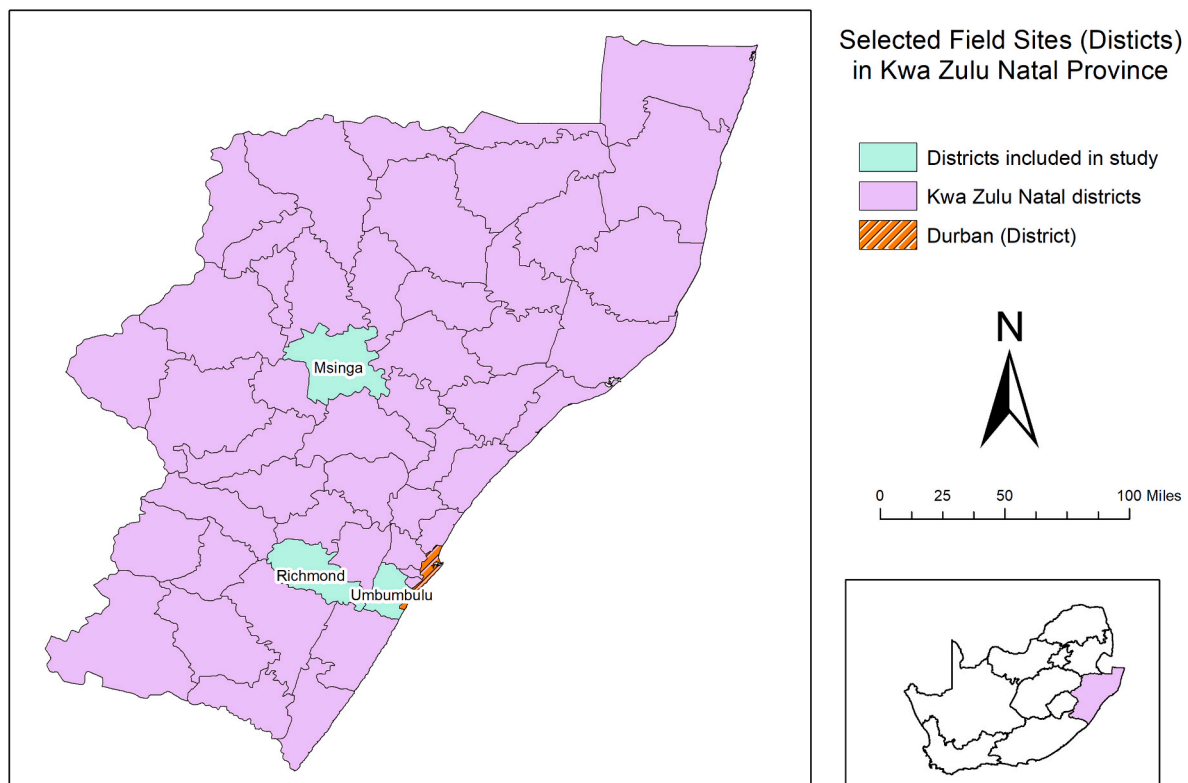 Selected Field Sites (Disticts)
in Kwa Zulu Natal Province
Districts included in study
Kwa Zulu Natal districts
Durban (District)
N
0 25 50 100 Miles
Msinga
Richmond
Umbumbulu